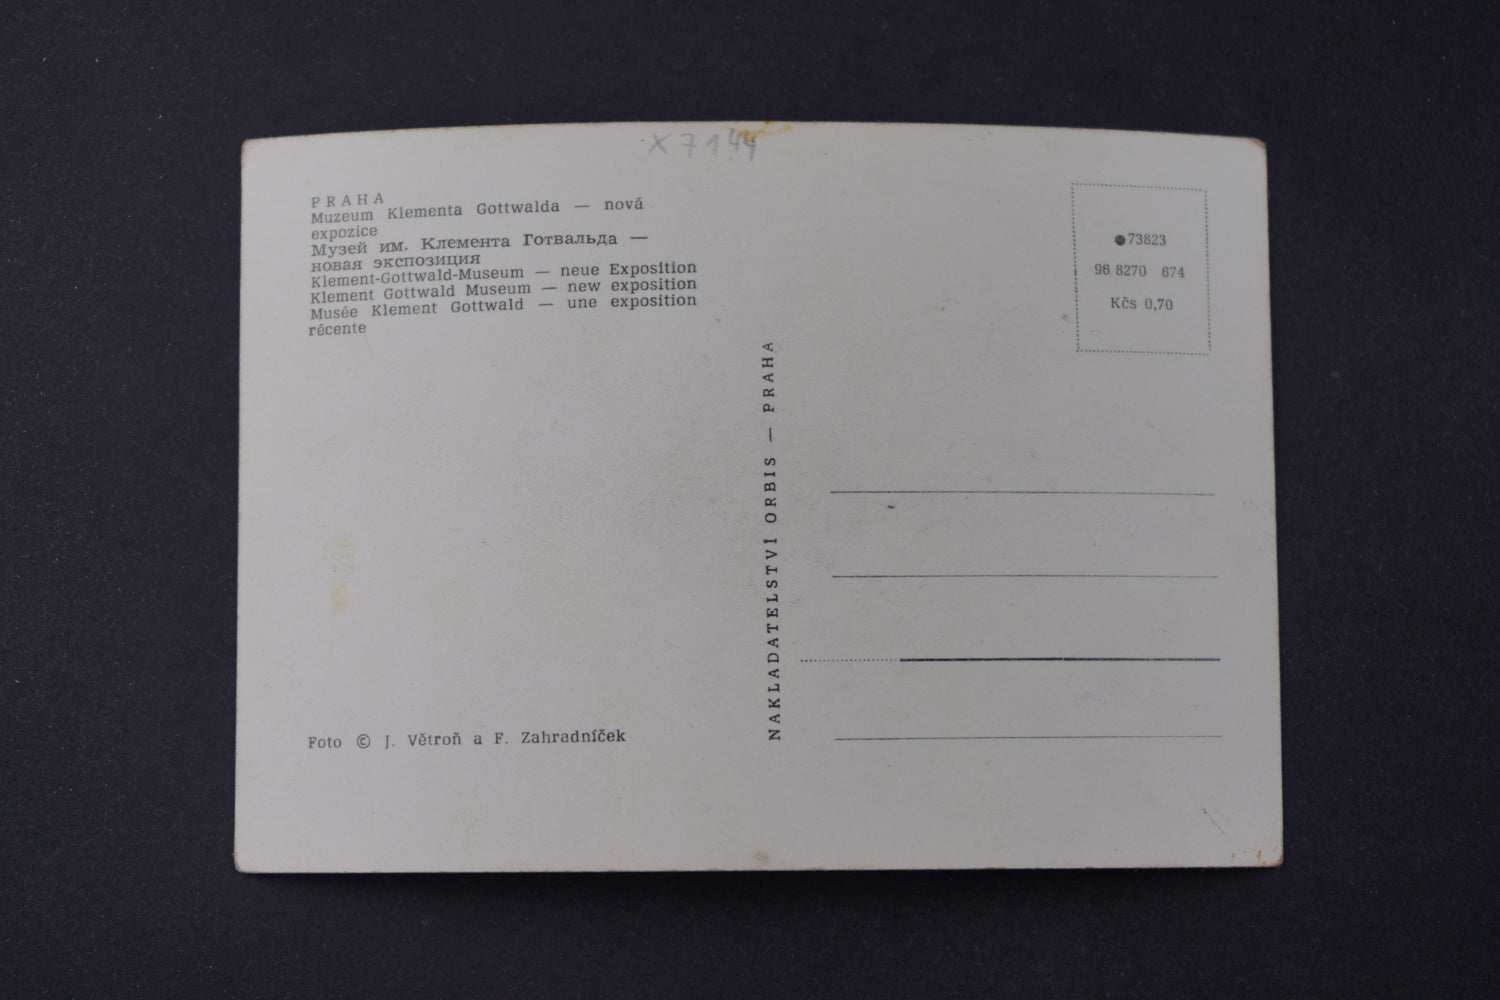 X 7144
PRAHA
Muzeum Klementa Gottwalda — nová
expozice
Музей им. Клемента Готвальда —
новая экспозиция
Klement-Gottwald-Museum — neue Exposition
Klement Gottwald Museum — new exposition
Musée Klement Gottwald — une exposition
récente
Foto © J. Větroň a F. Zahradníček
NAKLADATELSTVÍ ORBIS — PRAHA
●73823
96 8270 674
Kčs 0,70